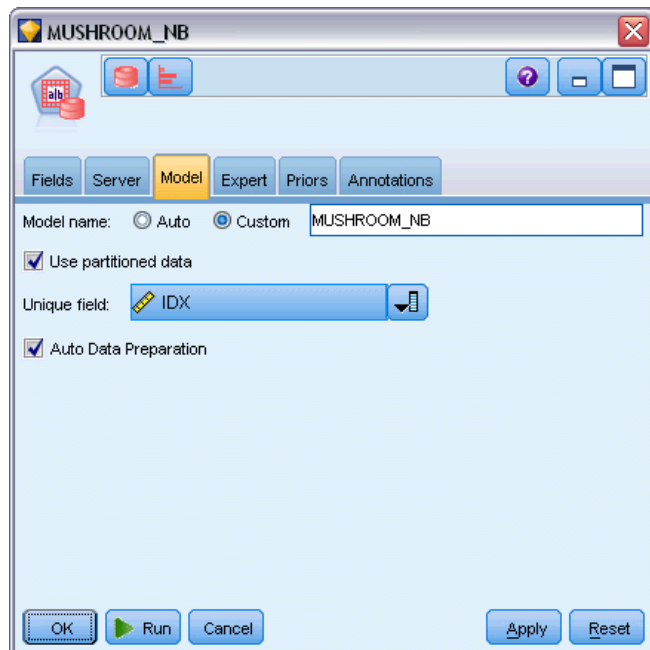 MUSHROOM_NB
a|b
?
Fields Server Model Expert Priors Annotations
Model name: Auto Custom MUSHROOM_NB
Use partitioned data
Unique field: IDX
Auto Data Preparation
OK Run Cancel Apply Reset